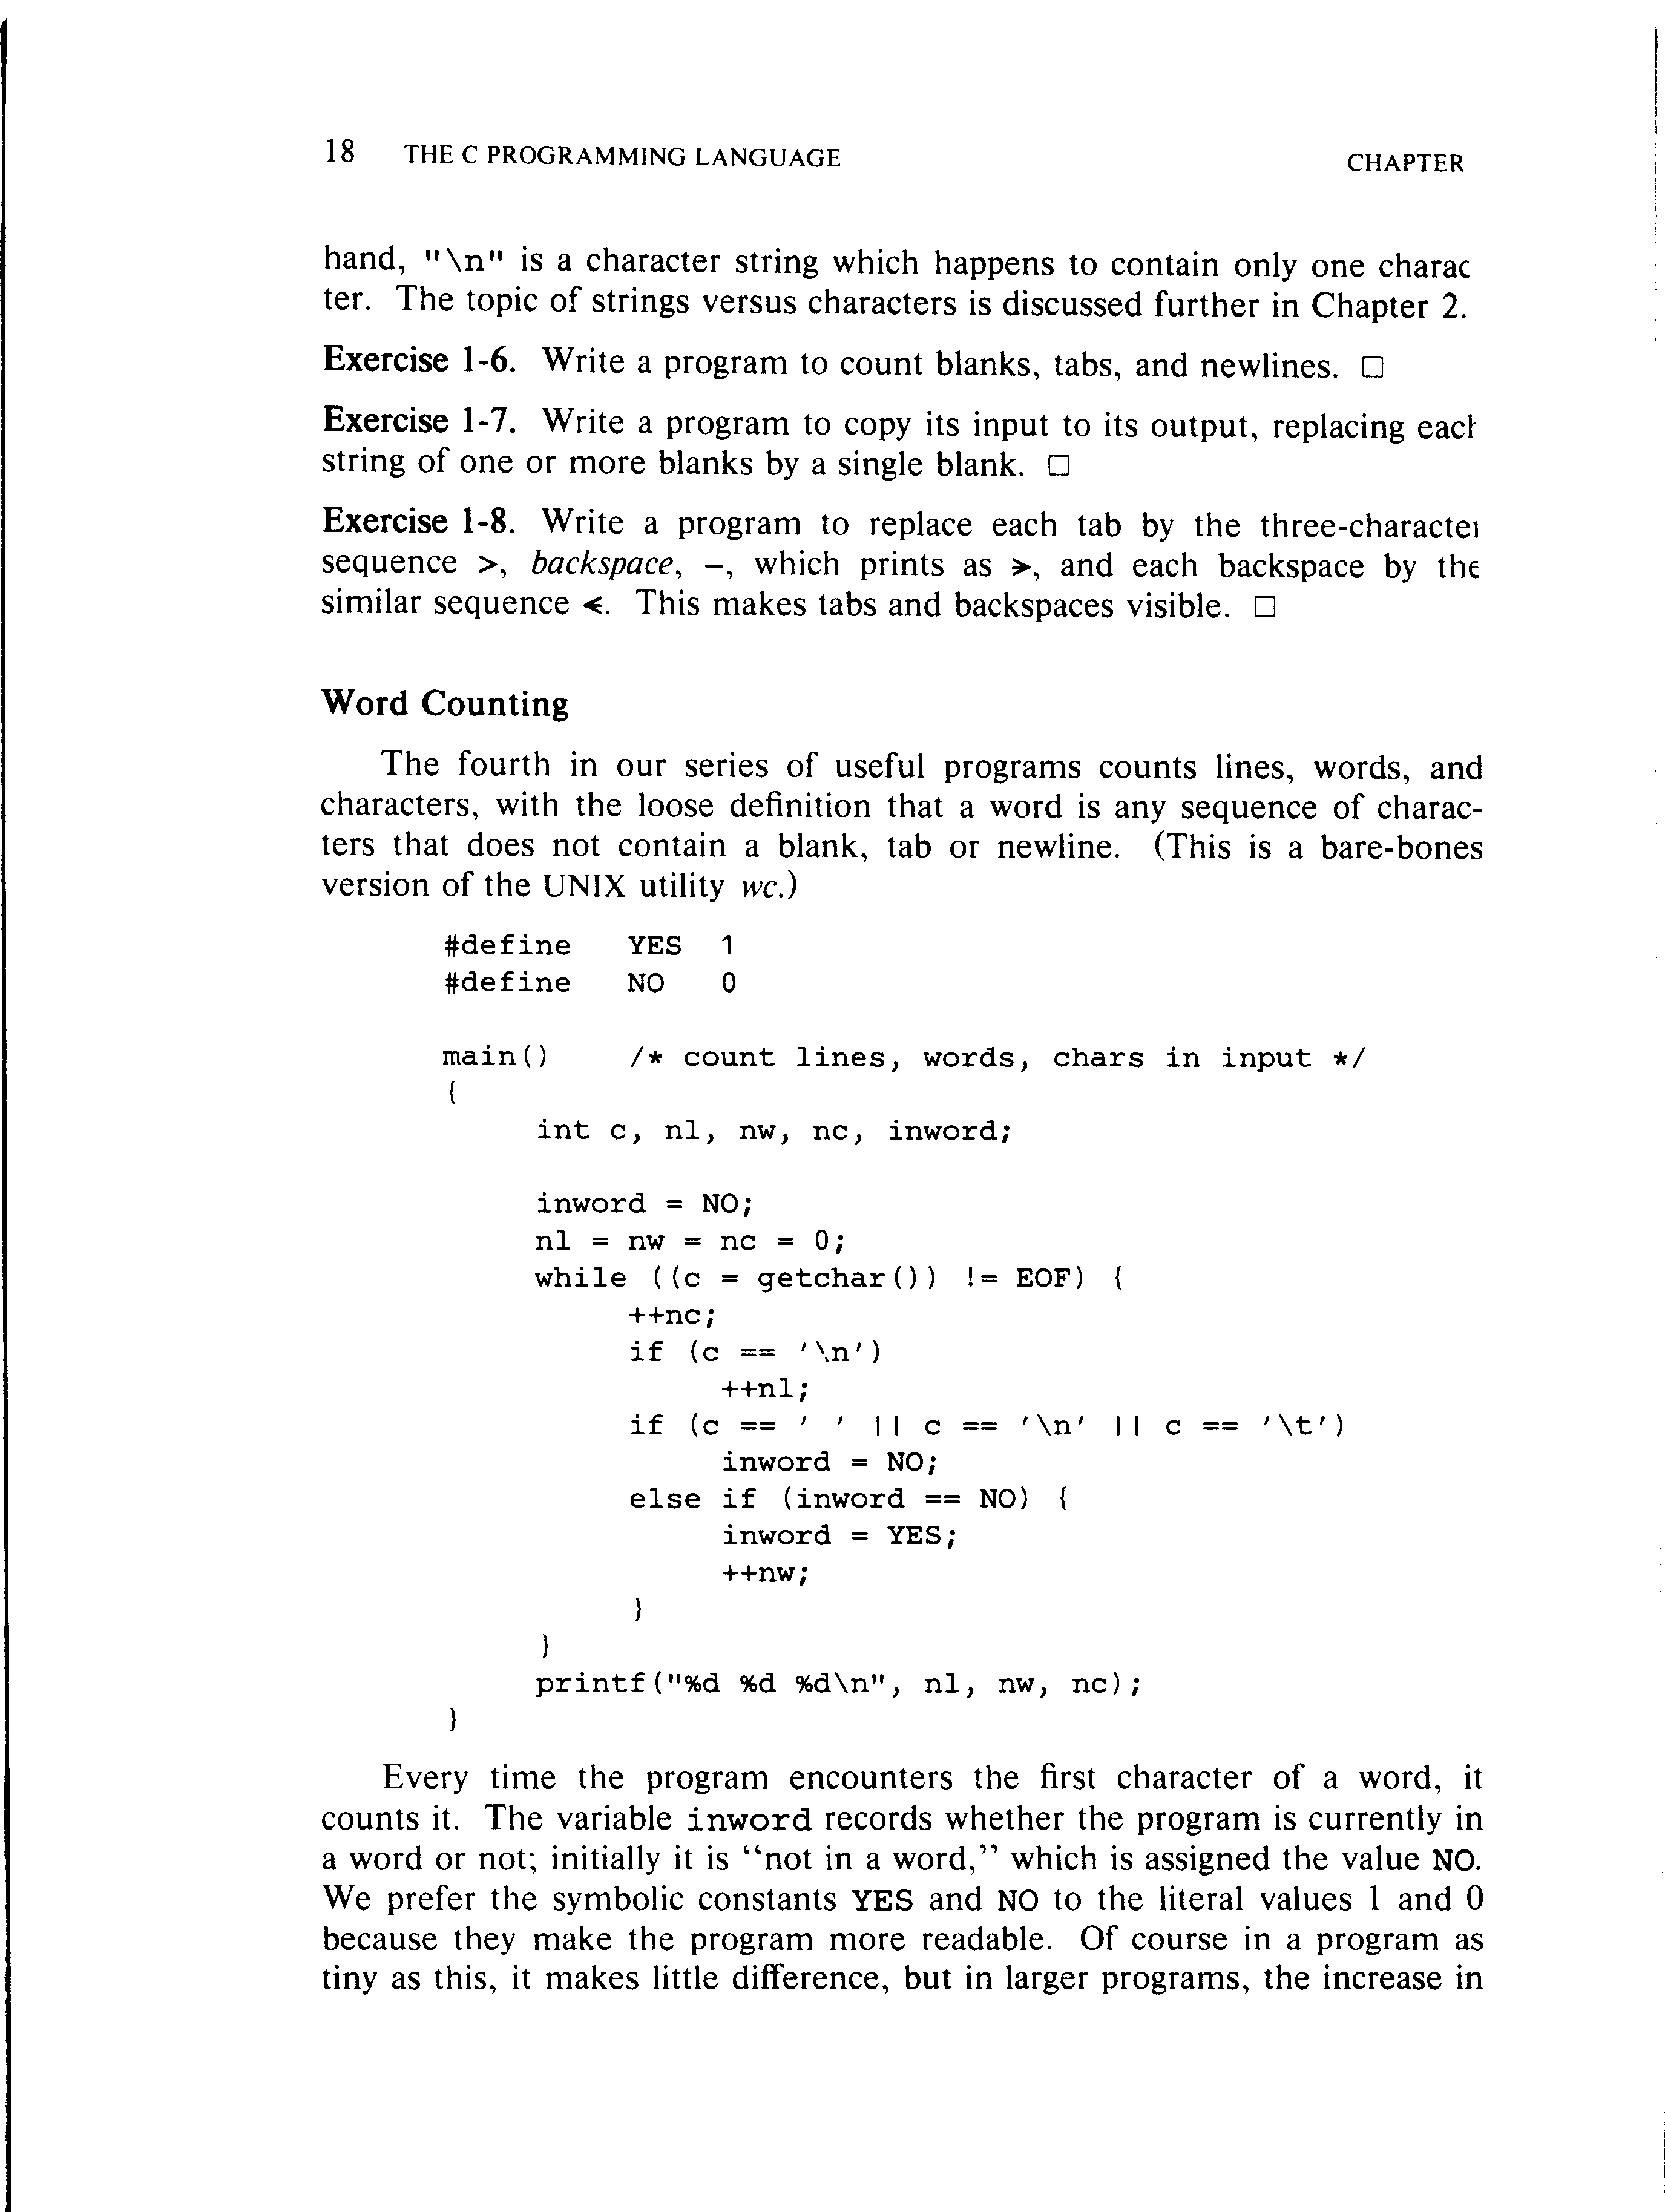 18 THE C PROGRAMMING LANGUAGE CHAPTER
hand, "\n" is a character string which happens to contain only one charac
ter. The topic of strings versus characters is discussed further in Chapter 2.
Exercise 1-6. Write a program to count blanks, tabs, and newlines. □
Exercise 1-7. Write a program to copy its input to its output, replacing each
string of one or more blanks by a single blank. □
Exercise 1-8. Write a program to replace each tab by the three-character
sequence >, backspace, −, which prints as >, and each backspace by the
similar sequence <. This makes tabs and backspaces visible. □
Word Counting
The fourth in our series of useful programs counts lines, words, and
characters, with the loose definition that a word is any sequence of charac-
ters that does not contain a blank, tab or newline. (This is a bare-bones
version of the UNIX utility wc.)
#define YES 1
#define NO 0
main() /* count lines, words, chars in input */
{
int c, nl, nw, nc, inword;
inword = NO;
nl = nw = nc = 0;
while ((c = getchar()) != EOF) {
++nc;
if (c == '\n')
++nl;
if (c == ' ' || c == '\n' || c == '\t')
inword = NO;
else if (inword == NO) {
inword = YES;
++nw;
}
}
printf("%d %d %d\n", nl, nw, nc);
}
Every time the program encounters the first character of a word, it
counts it. The variable inword records whether the program is currently in
a word or not; initially it is “not in a word,” which is assigned the value NO.
We prefer the symbolic constants YES and NO to the literal values 1 and 0
because they make the program more readable. Of course in a program as
tiny as this, it makes little difference, but in larger programs, the increase in